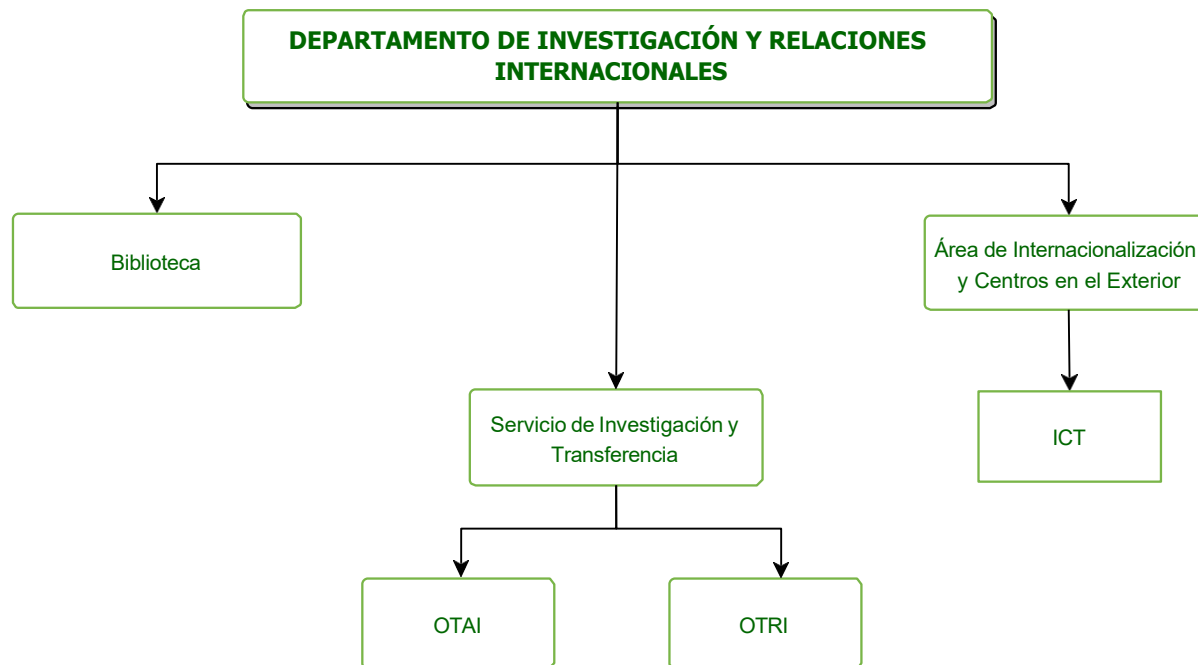 DEPARTAMENTO DE INVESTIGACIÓN Y RELACIONES
INTERNACIONALES
Biblioteca
Área de Internacionalización
y Centros en el Exterior
Servicio de Investigación y
Transferencia
ICT
OTAI
OTRI